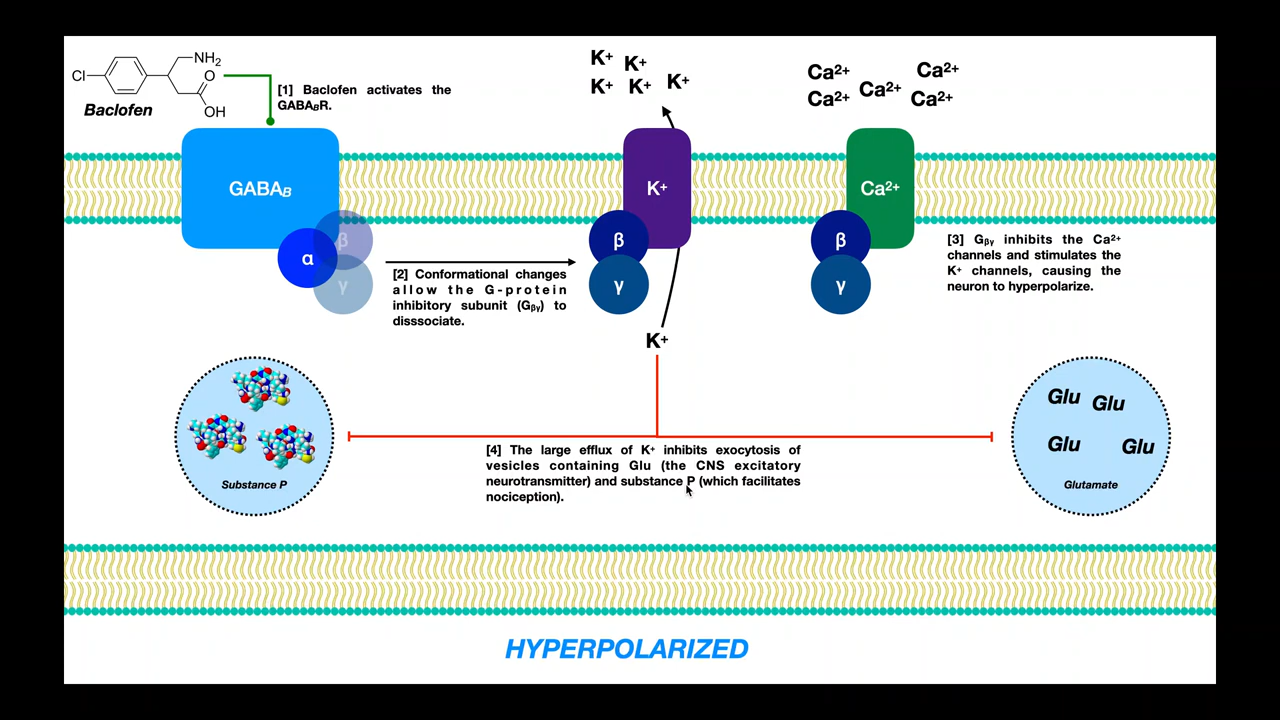 Cl
NH₂
O
OH
Baclofen
[1] Baclofen activates the
GABA_BR.
K⁺ K⁺
K⁺ K⁺ K⁺
Ca²⁺ Ca²⁺
Ca²⁺ Ca²⁺ Ca²⁺
GABA_B
K⁺
Ca²⁺
α
β
γ
β
γ
β
γ
[2] Conformational changes
allow the G-protein
inhibitory subunit (Gβγ) to
disssociate.
[3] Gβγ inhibits the Ca²⁺
channels and stimulates the
K⁺ channels, causing the
neuron to hyperpolarize.
K⁺
Substance P
[4] The large efflux of K⁺ inhibits exocytosis of
vesicles containing Glu (the CNS excitatory
neurotransmitter) and substance P (which facilitates
nociception).
Glu Glu
Glu Glu
Glutamate
HYPERPOLARIZED